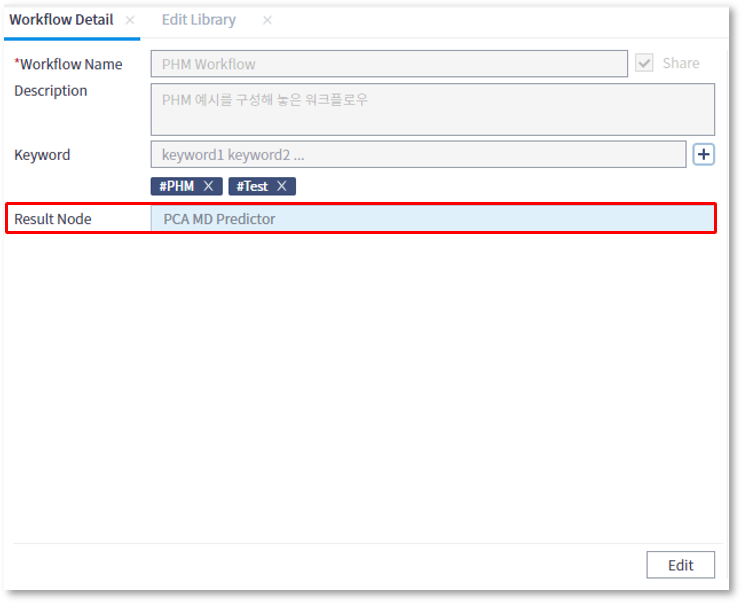 Workflow Detail × Edit Library ×
*Workflow Name PHM Workflow Share
Description PHM 예시를 구성해 놓은 워크플로우
Keyword keyword1 keyword2 ... +
#PHM × #Test ×
Result Node PCA MD Predictor
Edit